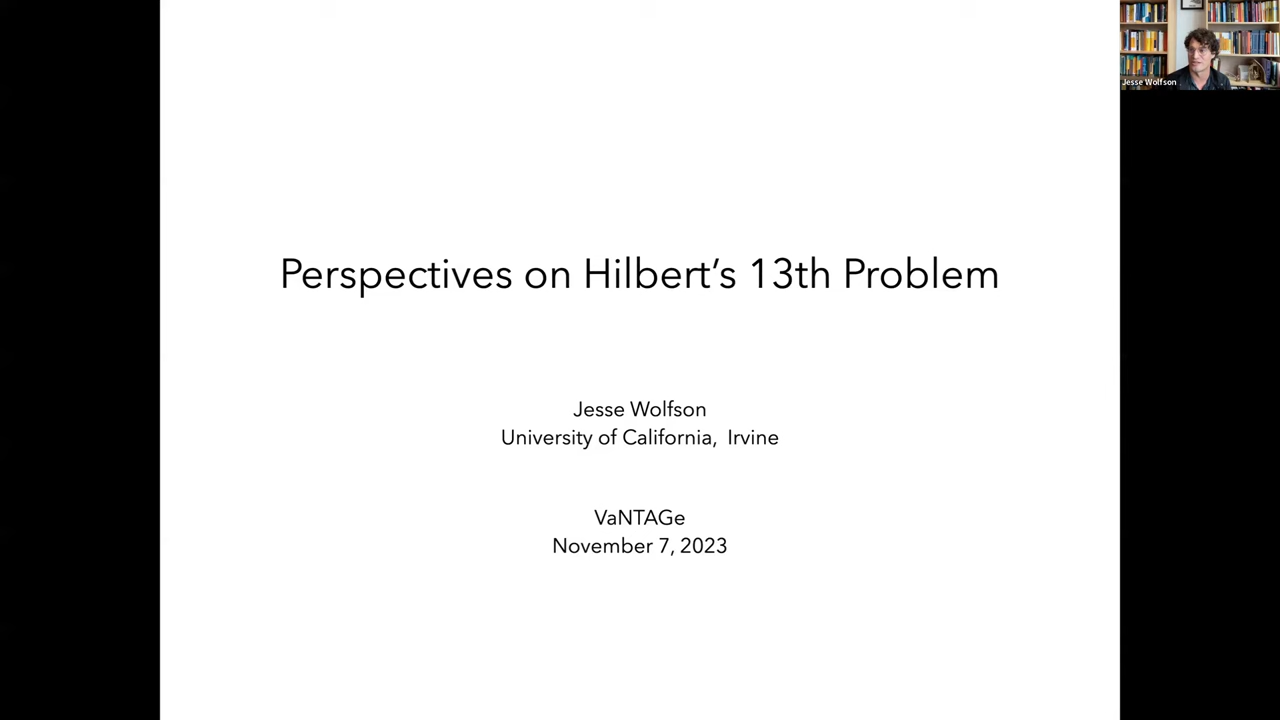 Jesse Wolfson
Perspectives on Hilbert’s 13th Problem
Jesse Wolfson
University of California, Irvine
VaNTAGe
November 7, 2023